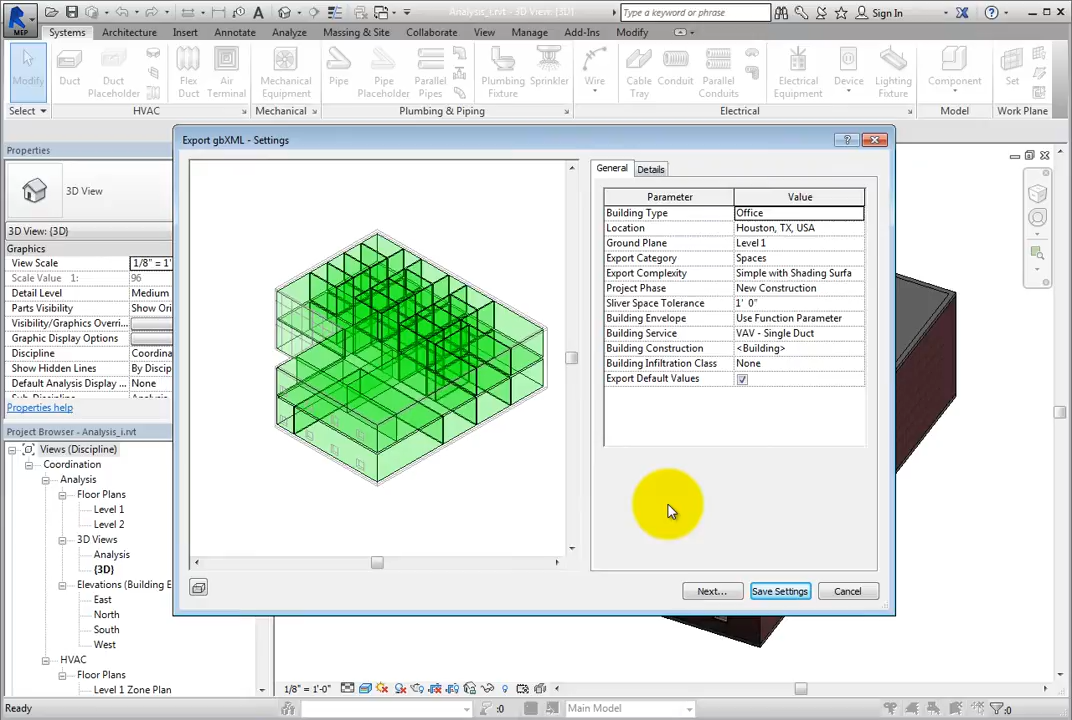 Analysis_i.rvt - 3D View: {3D}
Type a keyword or phrase
Sign In
MEP
Systems Architecture Insert Annotate Analyze Massing & Site Collaborate View Manage Add-Ins Modify
Modify
Duct
Duct Placeholder
Flex Duct
Air Terminal
Mechanical Equipment
Pipe
Pipe Placeholder
Parallel Pipes
Plumbing Fixture
Sprinkler
Wire
Cable Tray
Conduit
Parallel Conduits
Electrical Equipment
Device
Lighting Fixture
Component
Set
Select HVAC Mechanical Plumbing & Piping Electrical Model Work Plane
Properties
3D View
3D View: {3D}
Graphics
View Scale 1/8" = 1'
Scale Value 1: 96
Detail Level Medium
Parts Visibility Show Ori
Visibility/Graphics Overri...
Graphic Display Options
Discipline Coordina
Show Hidden Lines By Discip
Default Analysis Display ... None
Properties help
Project Browser - Analysis_i.rvt
Views (Discipline)
Coordination
Analysis
Floor Plans
Level 1
Level 2
3D Views
Analysis
{3D}
Elevations (Building E
East
North
South
West
HVAC
Floor Plans
Level 1 Zone Plan
Export gbXML - Settings
General Details
Parameter Value
Building Type Office
Location Houston, TX, USA
Ground Plane Level 1
Export Category Spaces
Export Complexity Simple with Shading Surfa
Project Phase New Construction
Sliver Space Tolerance 1' 0"
Building Envelope Use Function Parameter
Building Service VAV - Single Duct
Building Construction <Building>
Building Infiltration Class None
Export Default Values
Next... Save Settings Cancel
1/8" = 1'-0"
Ready
:0
Main Model
:0